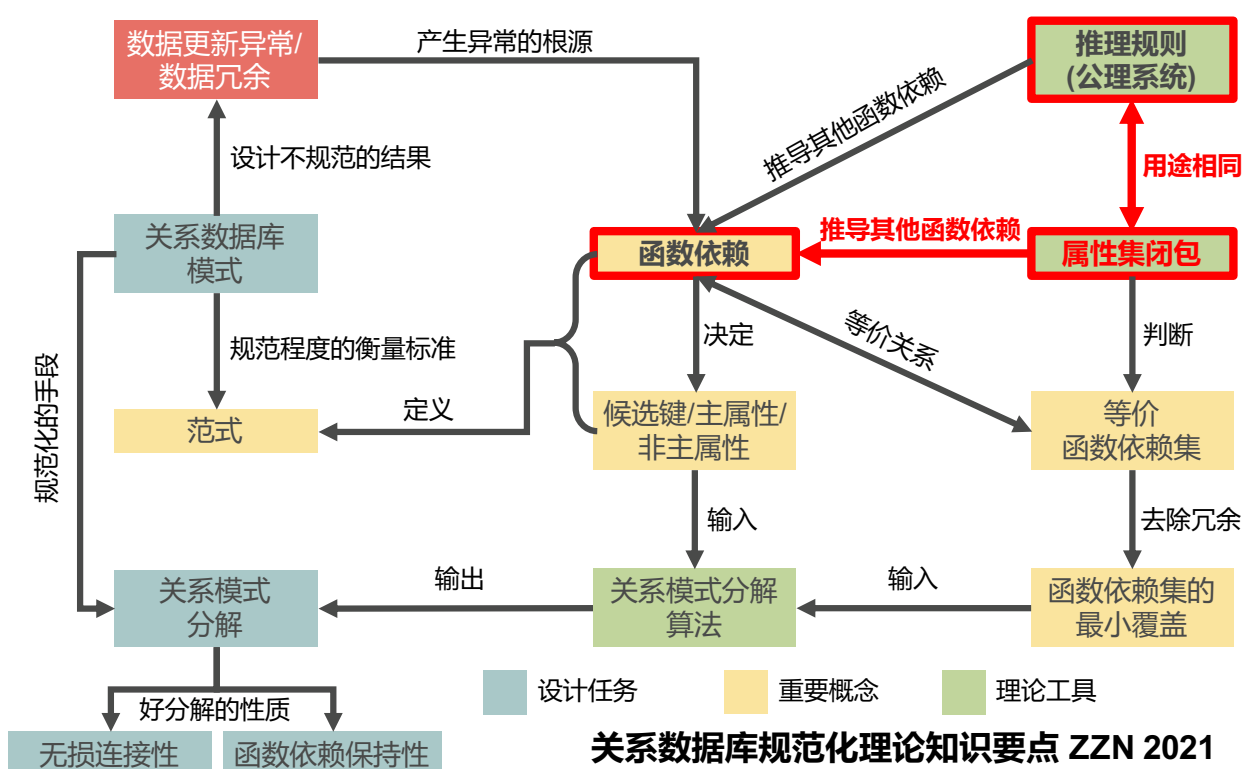 数据更新异常/
数据冗余
产生异常的根源
推理规则
(公理系统)
推导其他函数依赖
设计不规范的结果
用途相同
关系数据库
模式
函数依赖
推导其他函数依赖
属性集闭包
规范程度的衡量标准
决定
等价关系
判断
规范化的手段
范式
定义
候选键/主属性/
非主属性
等价
函数依赖集
输入
去除冗余
关系模式
分解
输出
关系模式分解
算法
输入
函数依赖集的
最小覆盖
好分解的性质
设计任务
重要概念
理论工具
无损连接性
函数依赖保持性
关系数据库规范化理论知识要点 ZZN 2021